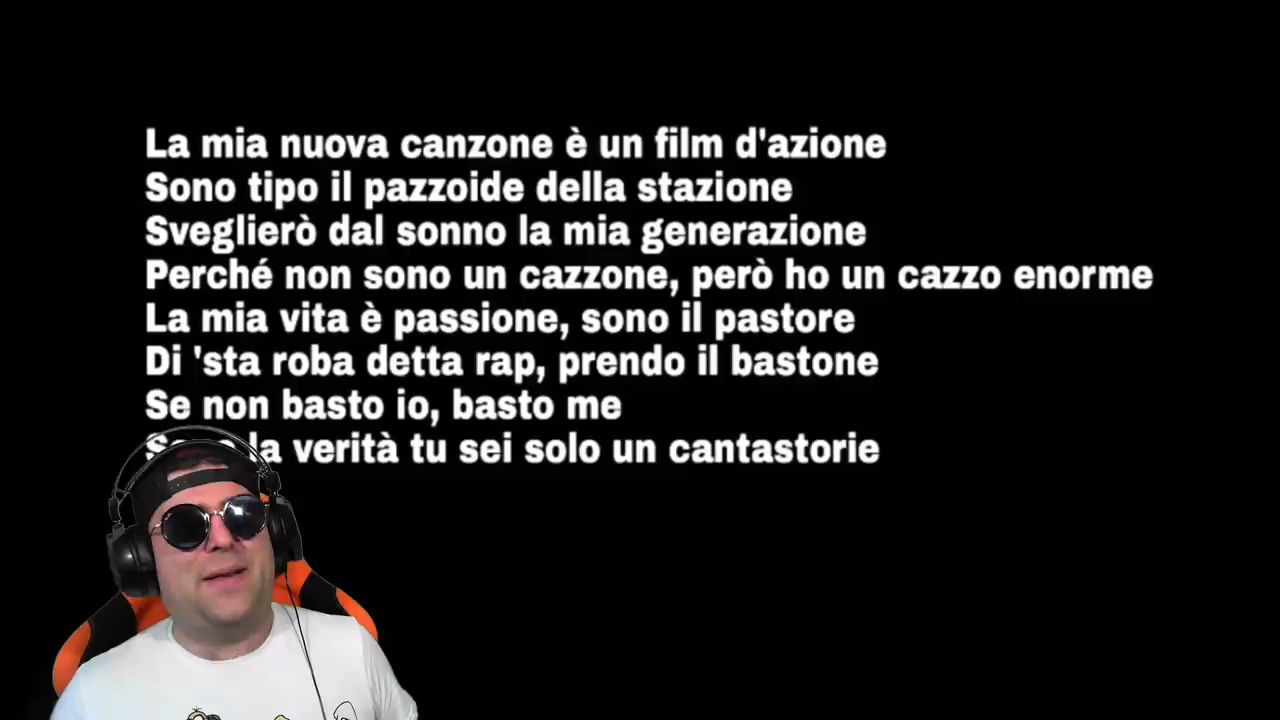 La mia nuova canzone è un film d'azione
Sono tipo il pazzoide della stazione
Sveglierò dal sonno la mia generazione
Perché non sono un cazzone, però ho un cazzo enorme
La mia vita è passione, sono il pastore
Di 'sta roba detta rap, prendo il bastone
Se non basto io, basto me
la verità tu sei solo un cantastorie